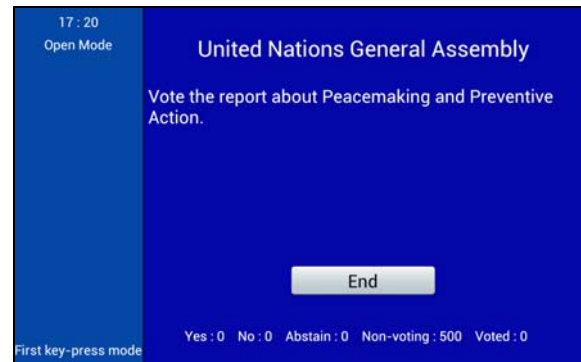 17 : 20
Open Mode
United Nations General Assembly
Vote the report about Peacemaking and Preventive
Action.
End
Yes : 0 No : 0 Abstain : 0 Non-voting : 500 Voted : 0
First key-press mode